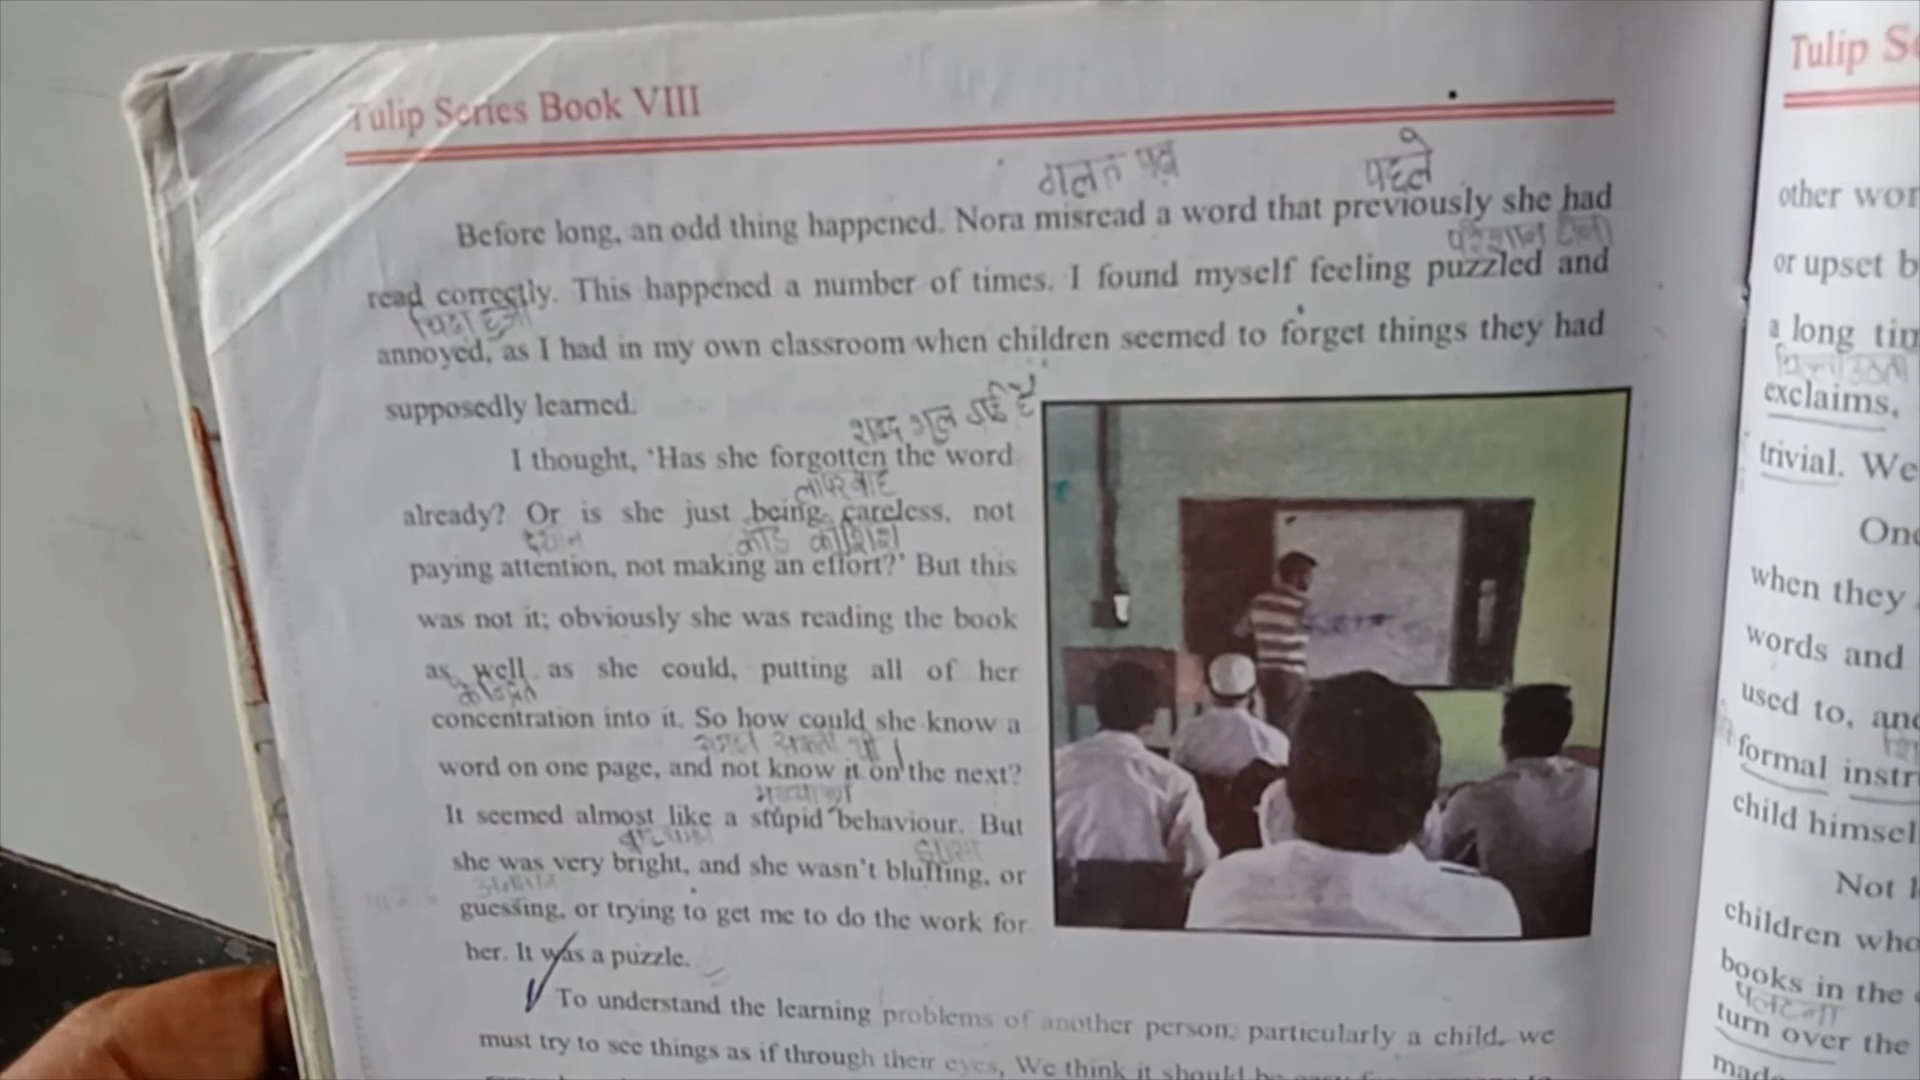 Tulip Series Book VIII
गलत पढ़ पहले
Before long, an odd thing happened. Nora misread a word that previously she had
परेशान होना
read correctly. This happened a number of times. I found myself feeling puzzled and
चिढ़ा हुआ
annoyed, as I had in my own classroom when children seemed to forget things they had
supposedly learned.
शब्द भूल गई है
I thought, 'Has she forgotten the word
लापरवाह
already? Or is she just being careless, not
ध्यान कोई कोशिश
paying attention, not making an effort?' But this
was not it; obviously she was reading the book
as well as she could, putting all of her
केंद्रित
concentration into it. So how could she know a
word on one page, and not know it on the next?
It seemed almost like a stupid behaviour. But
she was very bright, and she wasn't bluffing, or
guessing, or trying to get me to do the work for
her. It was a puzzle.
To understand the learning problems of another person, particularly a child, we
must try to see things as if through their eyes, We think it should be
Tulip
other
or upset
a long
exclaims,
trivial. We
when they
words and
used to,
formal
child
Not
children
books in the
पलटना
turn over the